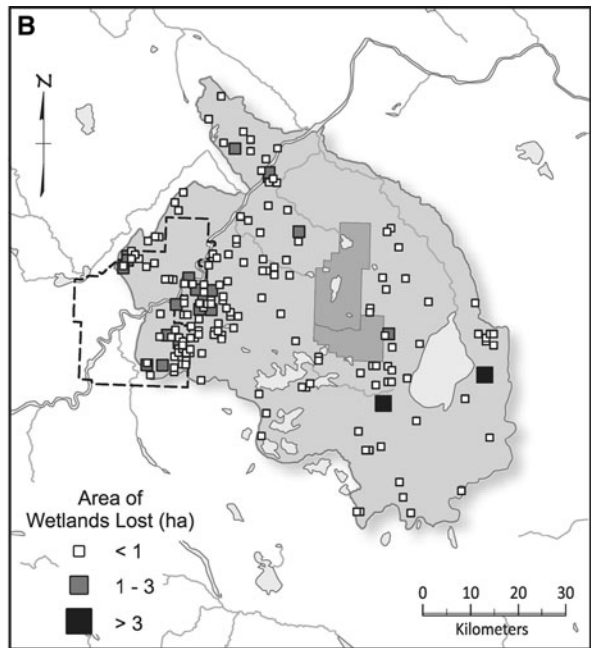 B
N
Area of
Wetlands Lost (ha)
< 1
1 - 3
> 3
0 10 20 30
Kilometers